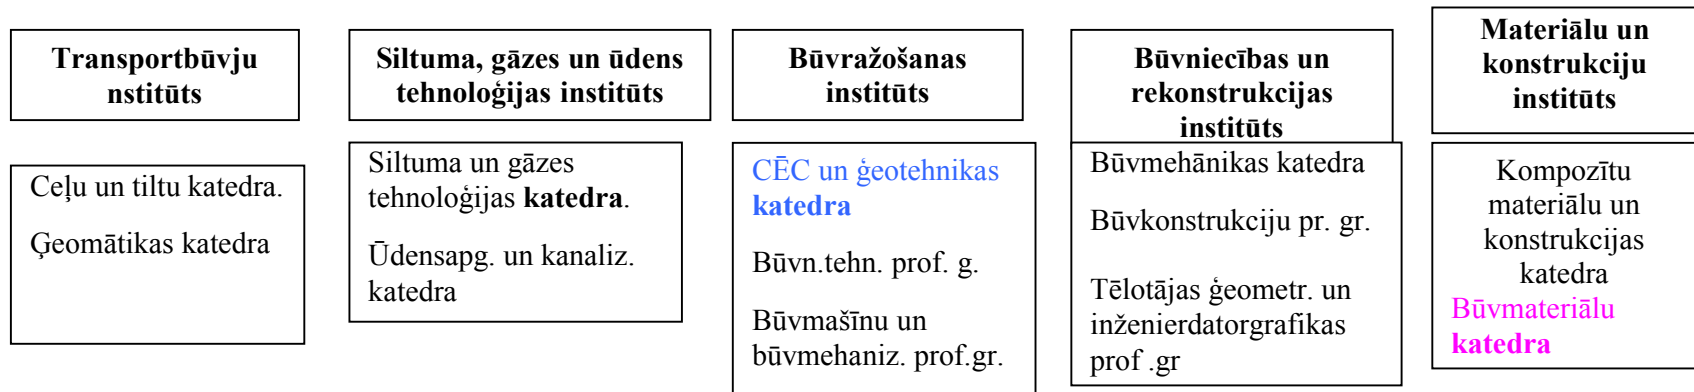 Transportbūvju
nstitūts
Siltuma, gāzes un ūdens
tehnoloģijas institūts
Būvražošanas
institūts
Būvniecības un
rekonstrukcijas
institūts
Materiālu un
konstrukciju
institūts
Ceļu un tiltu katedra.
Ģeomātikas katedra
Siltuma un gāzes
tehnoloģijas katedra.
Ūdensapg. un kanaliz.
katedra
CĒC un ģeotehnikas
katedra
Būvn.tehn. prof. g.
Būvmašīnu un
būvmehaniz. prof.gr.
Būvmehānikas katedra
Būvkonstrukciju pr. gr.
Tēlotājas ģeometr. un
inženierdatorgrafikas
prof .gr
Kompozītu
materiālu un
konstrukcijas
katedra
Būvmateriālu
katedra